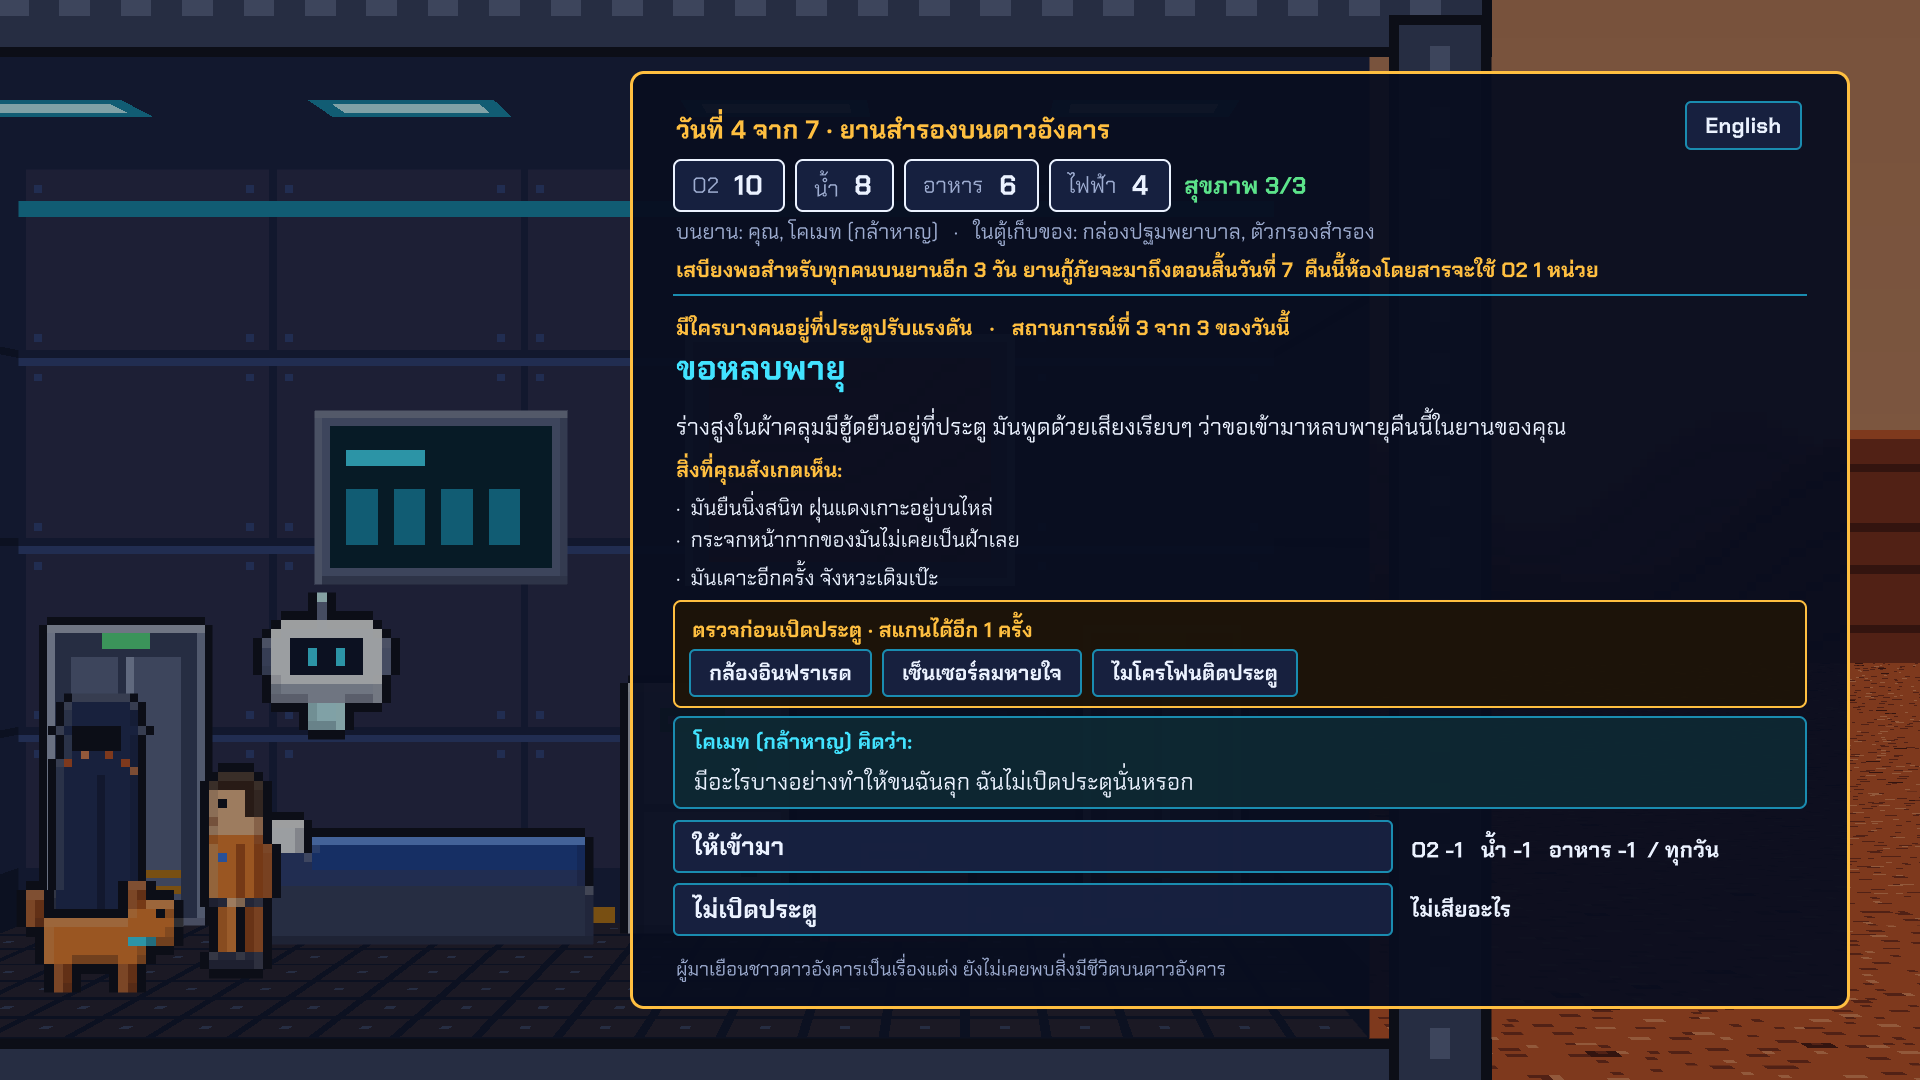 วันที่ 4 จาก 7 · ยานสำรองบนดาวอังคาร
English
O2 10 น้ำ 8 อาหาร 6 ไฟฟ้า 4 สุขภาพ 3/3
บนยาน: คุณ, โคเมท (กล้าหาญ) · ในตู้เก็บของ: กล่องปฐมพยาบาล, ตัวกรองสำรอง
เสบียงพอสำหรับทุกคนบนยานอีก 3 วัน ยานกู้ภัยจะมาถึงตอนสิ้นวันที่ 7 คืนนี้ห้องโดยสารจะใช้ O2 1 หน่วย
มีใครบางคนอยู่ที่ประตูปรับแรงดัน · สถานการณ์ที่ 3 จาก 3 ของวันนี้
ขอหลบพายุ
ร่างสูงในผ้าคลุมมีฮู้ดยืนอยู่ที่ประตู มันพูดด้วยเสียงเรียบๆ ว่าขอเข้ามาหลบพายุคืนนี้ในยานของคุณ
สิ่งที่คุณสังเกตเห็น:
· มันยืนนิ่งสนิท ฝุ่นแดงเกาะอยู่บนไหล่
· กระจกหน้ากากของมันไม่เคยเป็นฝ้าเลย
· มันเคาะอีกครั้ง จังหวะเดิมเป๊ะ
ตรวจก่อนเปิดประตู · สแกนได้อีก 1 ครั้ง
กล้องอินฟราเรด เซ็นเซอร์ลมหายใจ ไมโครโฟนติดประตู
โคเมท (กล้าหาญ) คิดว่า:
มีอะไรบางอย่างทำให้ขนฉันลุก ฉันไม่เปิดประตูนั่นหรอก
ให้เข้ามา O2 -1 น้ำ -1 อาหาร -1 / ทุกวัน
ไม่เปิดประตู ไม่เสียอะไร
ผู้มาเยือนชาวดาวอังคารเป็นเรื่องแต่ง ยังไม่เคยพบสิ่งมีชีวิตบนดาวอังคาร